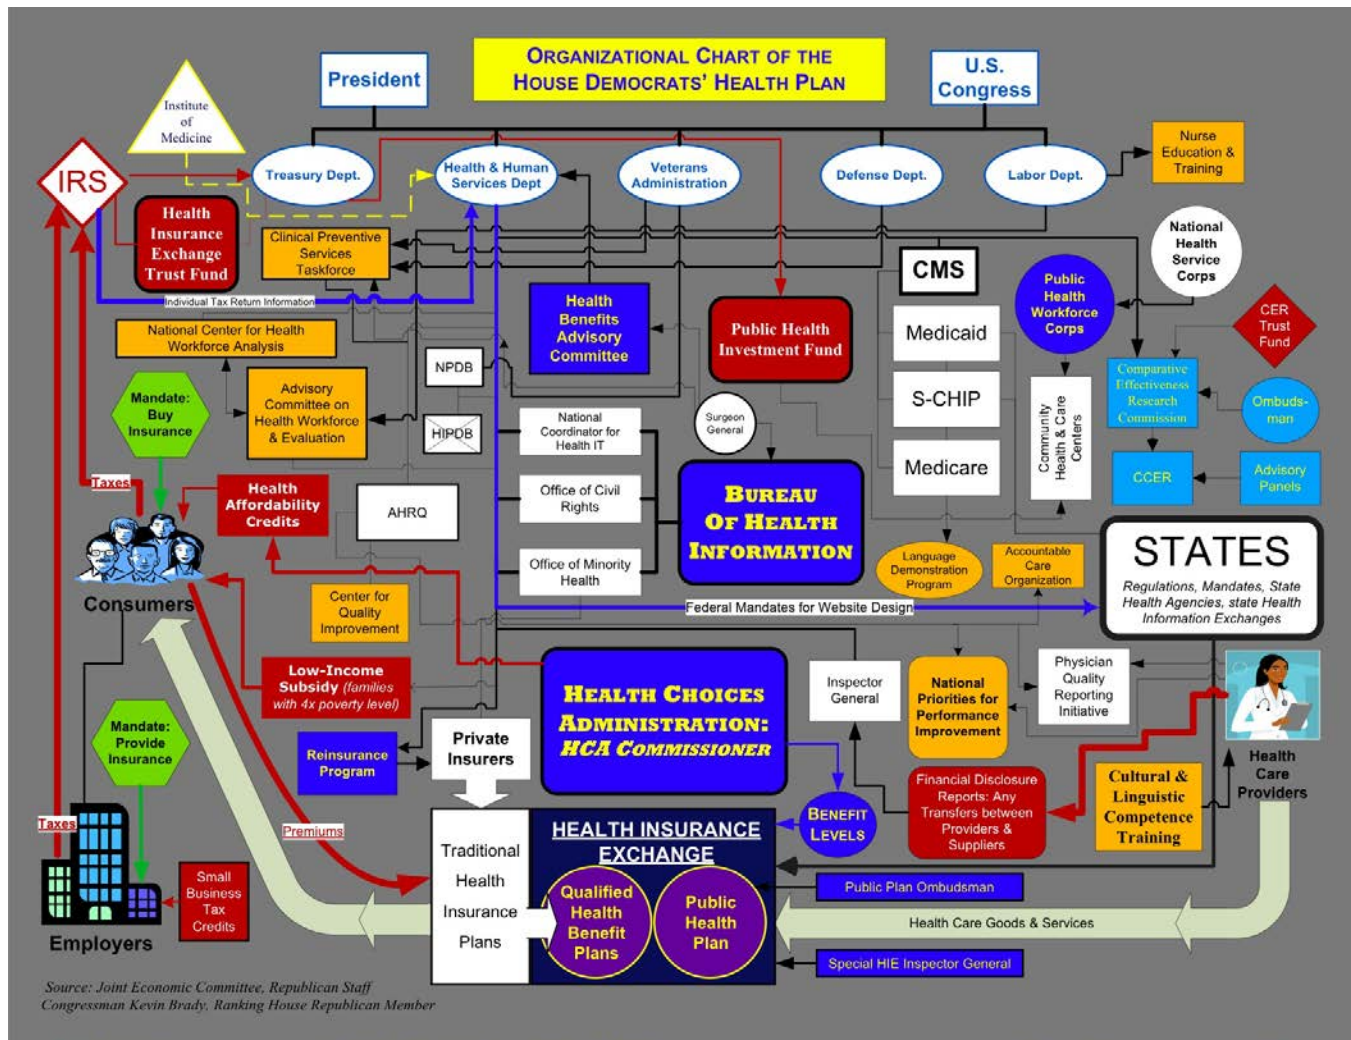 ORGANIZATIONAL CHART OF THE
HOUSE DEMOCRATS' HEALTH PLAN
President
U.S.
Congress
Institute
of
Medicine
IRS
Treasury Dept.
Health & Human
Services Dept
Veterans
Administration
Defense Dept.
Labor Dept.
Nurse
Education &
Training
Health
Insurance
Exchange
Trust Fund
Clinical Preventive
Services
Taskforce
CMS
National
Health
Service
Corps
Public
Health
Workforce
Corps
Individual Tax Return Information
Health
Benefits
Advisory
Committee
Public Health
Investment Fund
CER
Trust
Fund
National Center for Health
Workforce Analysis
Medicaid
NPDB
Comparative
Effectiveness
Research
Commission
Mandate:
Buy
Insurance
Advisory
Committee on
Health Workforce
& Evaluation
S-CHIP
Ombuds-
man
HIPDB
National
Coordinator for
Health IT
Surgeon
General
Medicare
Community
Health & Care
Centers
Taxes
Health
Affordability
Credits
AHRQ
Office of Civil
Rights
BUREAU
OF HEALTH
INFORMATION
CCER
Advisory
Panels
Office of Minority
Health
Language
Demonstration
Program
Accountable
Care
Organization
STATES
Regulations, Mandates, State
Health Agencies, state Health
Information Exchanges
Consumers
Center for
Quality
Improvement
Federal Mandates for Website Design
Low-Income
Subsidy (families
with 4x poverty level)
HEALTH CHOICES
ADMINISTRATION:
HCA COMMISSIONER
Inspector
General
National
Priorities for
Performance
Improvement
Physician
Quality
Reporting
Initiative
Mandate:
Provide
Insurance
Reinsurance
Program
Private
Insurers
Health
Care
Providers
Financial Disclosure
Reports: Any
Transfers between
Providers &
Suppliers
Cultural &
Linguistic
Competence
Training
Taxes
Premiums
BENEFIT
LEVELS
HEALTH INSURANCE
EXCHANGE
Traditional
Health
Insurance
Plans
Qualified
Health
Benefit
Plans
Public
Health
Plan
Public Plan Ombudsman
Small
Business
Tax
Credits
Health Care Goods & Services
Employers
Special HIE Inspector General
Source: Joint Economic Committee, Republican Staff
Congressman Kevin Brady, Ranking House Republican Member